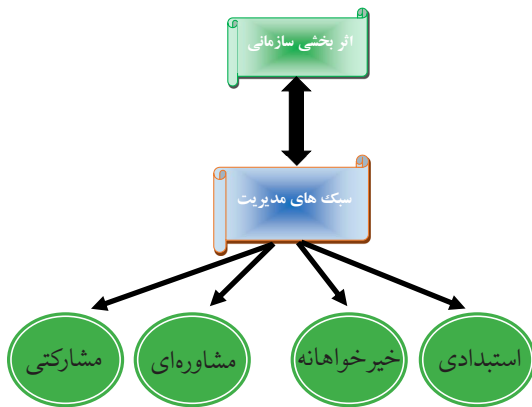 اثر بخشی سازمانی
سبک های مدیریت
استبدادی
خیرخواهانه
مشاوره‌ای
مشارکتی